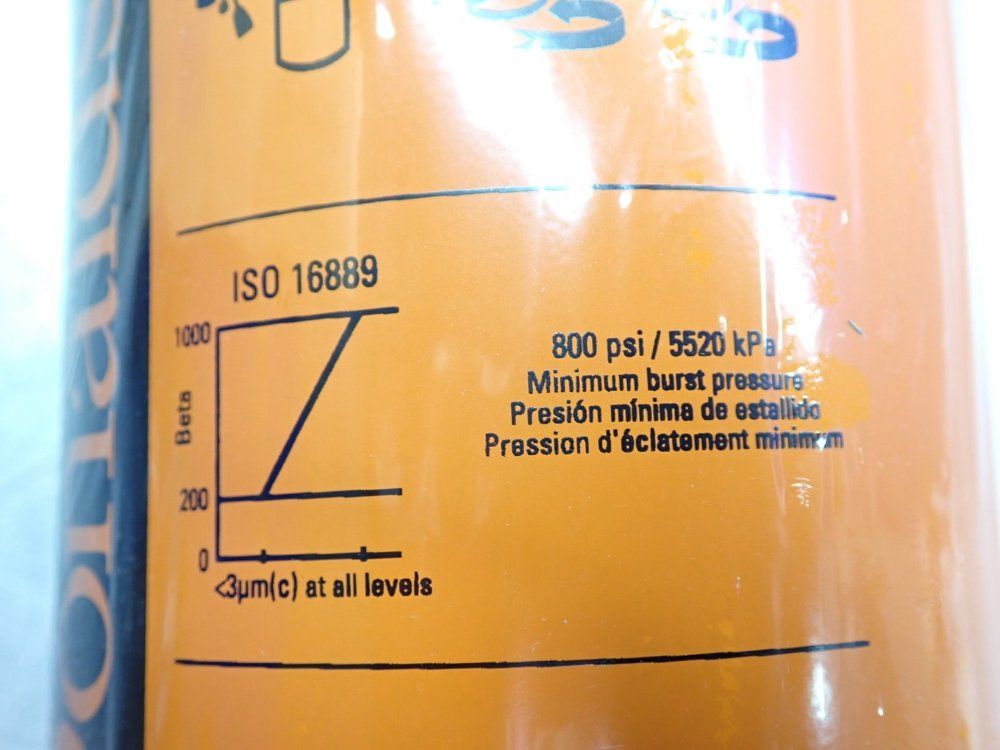 ISO 16889
1000
Beta
200
0
<3µm(c) at all levels
800 psi / 5520 kPa
Minimum burst pressure
Presión mínima de estallido
Pression d'éclatement minimum